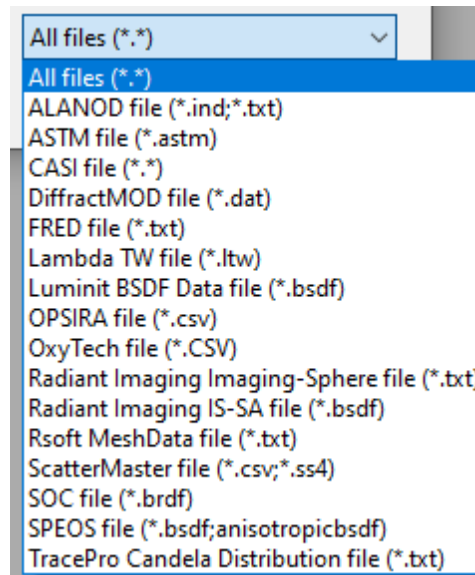 All files (*.*)
All files (*.*)
ALANOD file (*.ind;*.txt)
ASTM file (*.astm)
CASI file (*.*)
DiffractMOD file (*.dat)
FRED file (*.txt)
Lambda TW file (*.ltw)
Luminit BSDF Data file (*.bsdf)
OPSIRA file (*.csv)
OxyTech file (*.CSV)
Radiant Imaging Imaging-Sphere file (*.txt)
Radiant Imaging IS-SA file (*.bsdf)
Rsoft MeshData file (*.txt)
ScatterMaster file (*.csv;*.ss4)
SOC file (*.brdf)
SPEOS file (*.bsdf;anisotropicbsdf)
TracePro Candela Distribution file (*.txt)